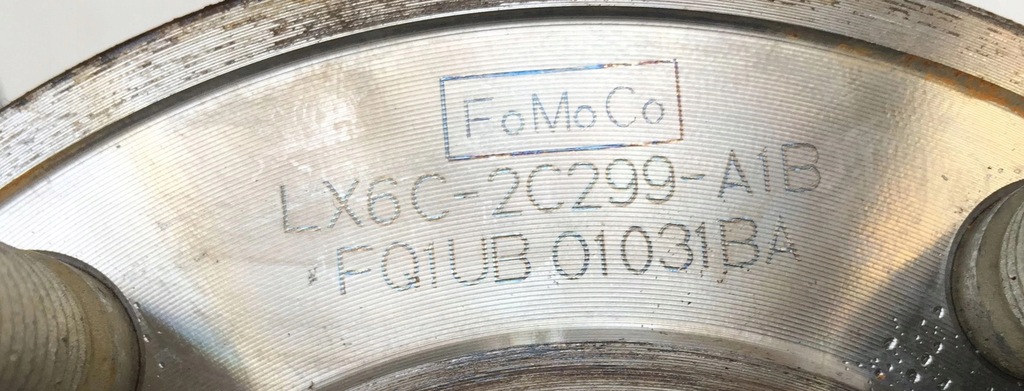 FoMoCo
LX6C-2C299-A1B
FQ1UB 01031BA